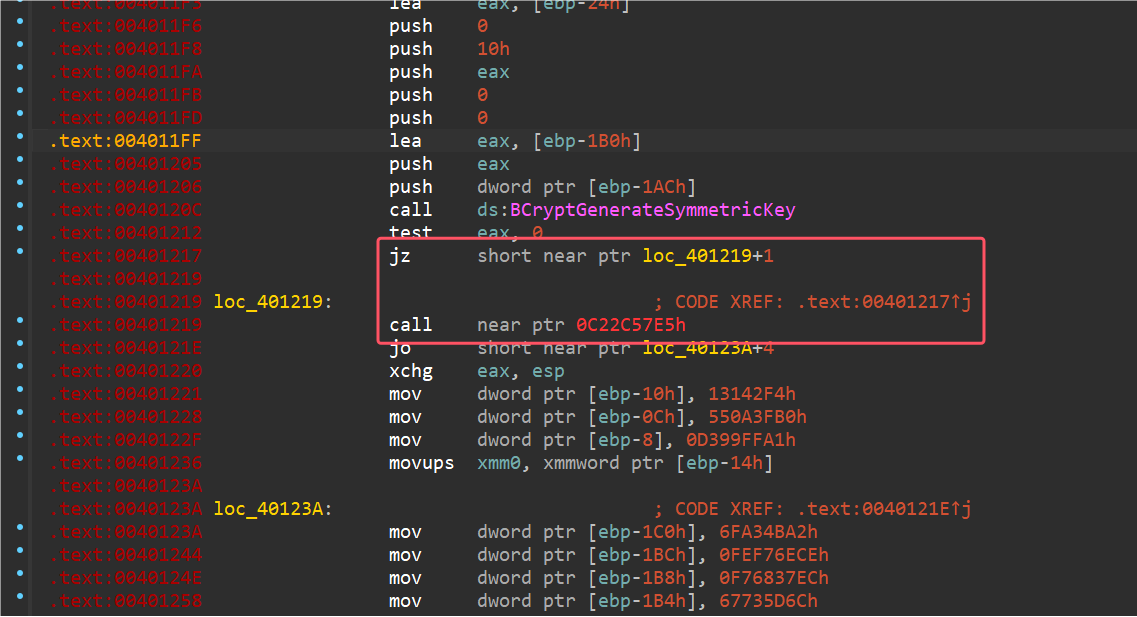 .text:004011F3 lea eax, [ebp-24h]
.text:004011F6 push 0
.text:004011F8 push 10h
.text:004011FA push eax
.text:004011FB push 0
.text:004011FD push 0
.text:004011FF lea eax, [ebp-1B0h]
.text:00401205 push eax
.text:00401206 push dword ptr [ebp-1ACh]
.text:0040120C call ds:BCryptGenerateSymmetricKey
.text:00401212 test eax, 0
.text:00401217 jz short near ptr loc_401219+1
.text:00401219
.text:00401219 loc_401219: ; CODE XREF: .text:00401217↑j
.text:00401219 call near ptr 0C22C57E5h
.text:0040121E jo short near ptr loc_40123A+4
.text:00401220 xchg eax, esp
.text:00401221 mov dword ptr [ebp-10h], 13142F4h
.text:00401228 mov dword ptr [ebp-0Ch], 550A3FB0h
.text:0040122F mov dword ptr [ebp-8], 0D399FFA1h
.text:00401236 movups xmm0, xmmword ptr [ebp-14h]
.text:0040123A
.text:0040123A loc_40123A: ; CODE XREF: .text:0040121E↑j
.text:0040123A mov dword ptr [ebp-1C0h], 6FA34BA2h
.text:00401244 mov dword ptr [ebp-1BCh], 0FEF76ECEh
.text:0040124E mov dword ptr [ebp-1B8h], 0F76837ECh
.text:00401258 mov dword ptr [ebp-1B4h], 67735D6Ch